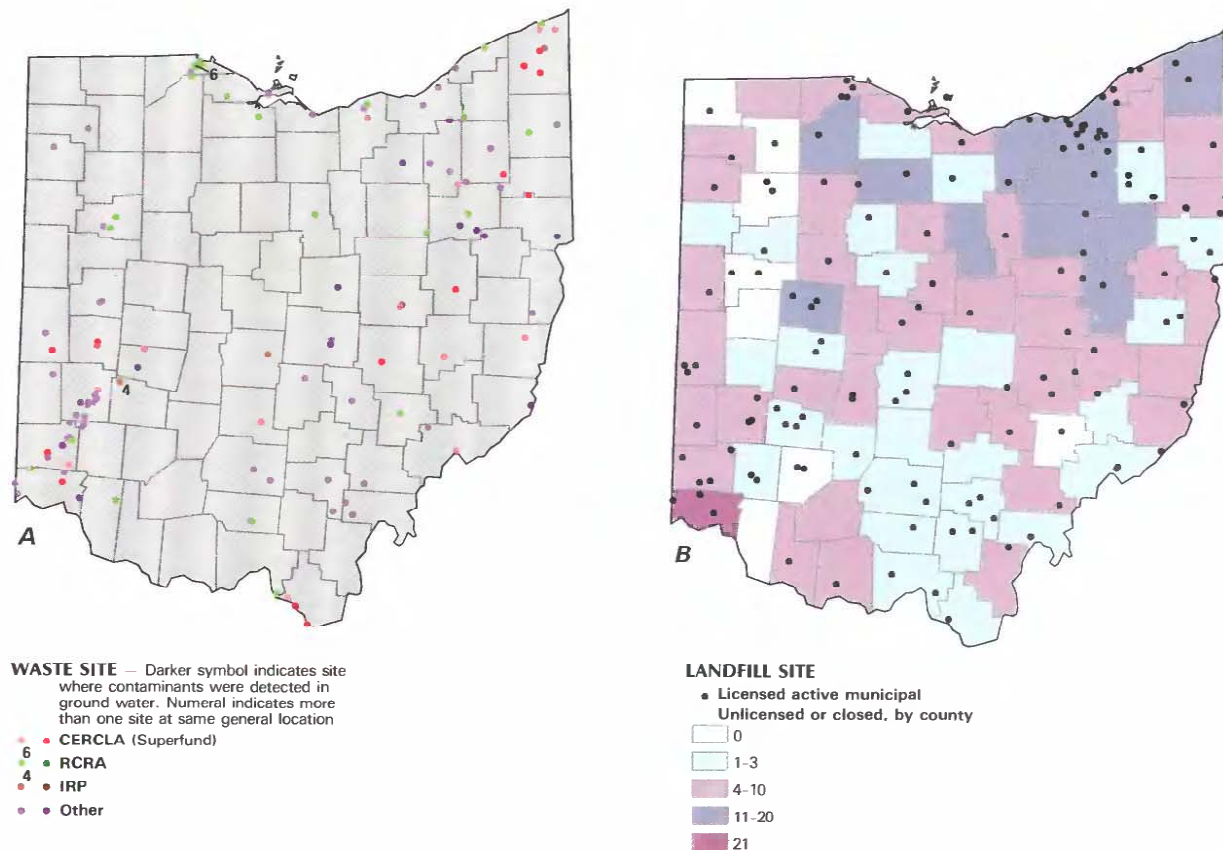 6
4
A
B
WASTE SITE — Darker symbol indicates site
where contaminants were detected in
ground water. Numeral indicates more
than one site at same general location
CERCLA (Superfund)
6
RCRA
4
IRP
Other
LANDFILL SITE
Licensed active municipal
Unlicensed or closed, by county
0
1-3
4-10
11-20
21